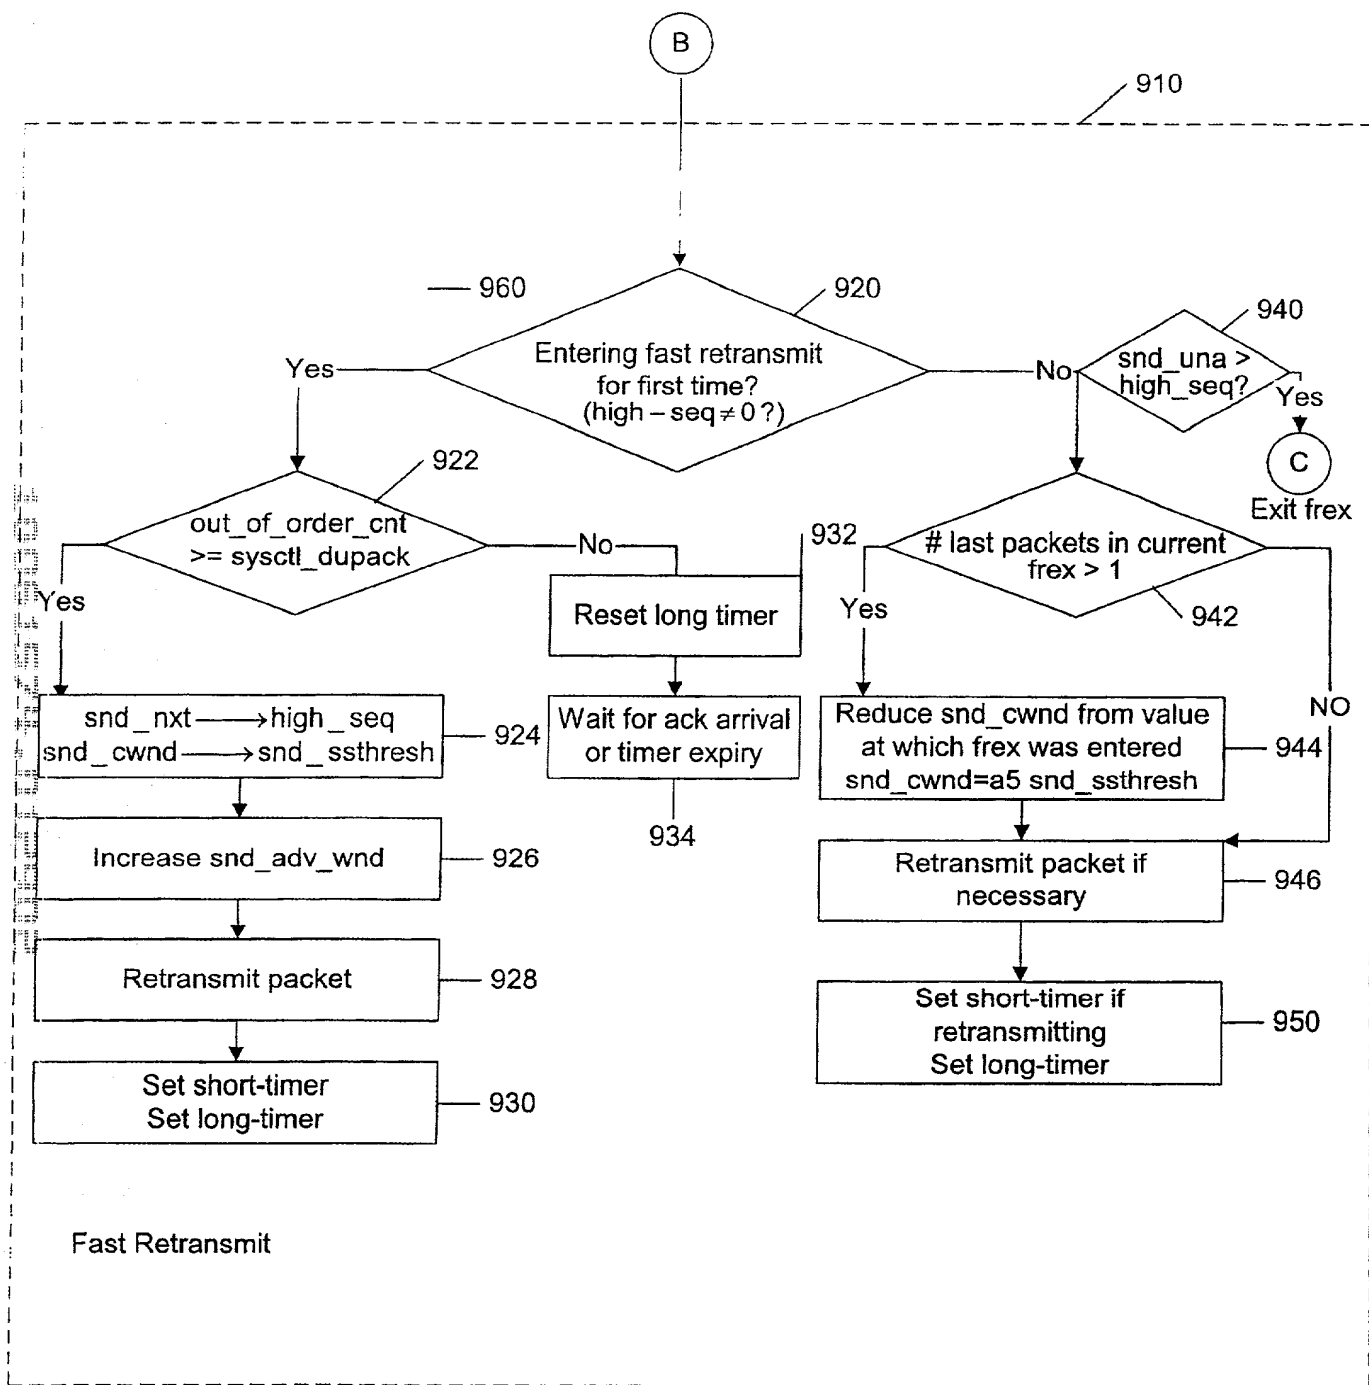 B
910
960
920
940
Entering fast retransmit
for first time?
(high – seq ≠ 0 ?)
Yes
No
snd_una >
high_seq?
Yes
C
Exit frex
922
out_of_order_cnt
>= sysctl_dupack
No
Yes
932
Reset long timer
# last packets in current
frex > 1
942
Yes
NO
snd_nxt → high_seq
snd_cwnd → snd_ssthresh
924
Wait for ack arrival
or timer expiry
934
Reduce snd_cwnd from value
at which frex was entered
snd_cwnd=a5 snd_ssthresh
944
Increase snd_adv_wnd
926
Retransmit packet if
necessary
946
Retransmit packet
928
Set short-timer if
retransmitting
Set long-timer
950
Set short-timer
Set long-timer
930
Fast Retransmit